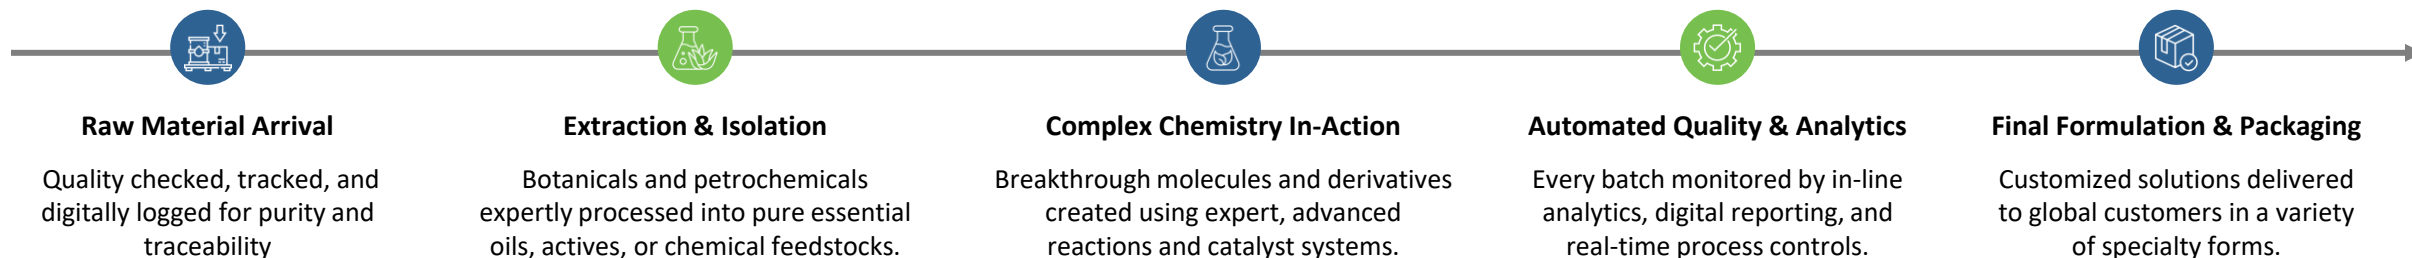 Raw Material Arrival
Quality checked, tracked, and
digitally logged for purity and
traceability
Extraction & Isolation
Botanicals and petrochemicals
expertly processed into pure essential
oils, actives, or chemical feedstocks.
Complex Chemistry In-Action
Breakthrough molecules and derivatives
created using expert, advanced
reactions and catalyst systems.
Automated Quality & Analytics
Every batch monitored by in-line
analytics, digital reporting, and
real-time process controls.
Final Formulation & Packaging
Customized solutions delivered
to global customers in a variety
of specialty forms.